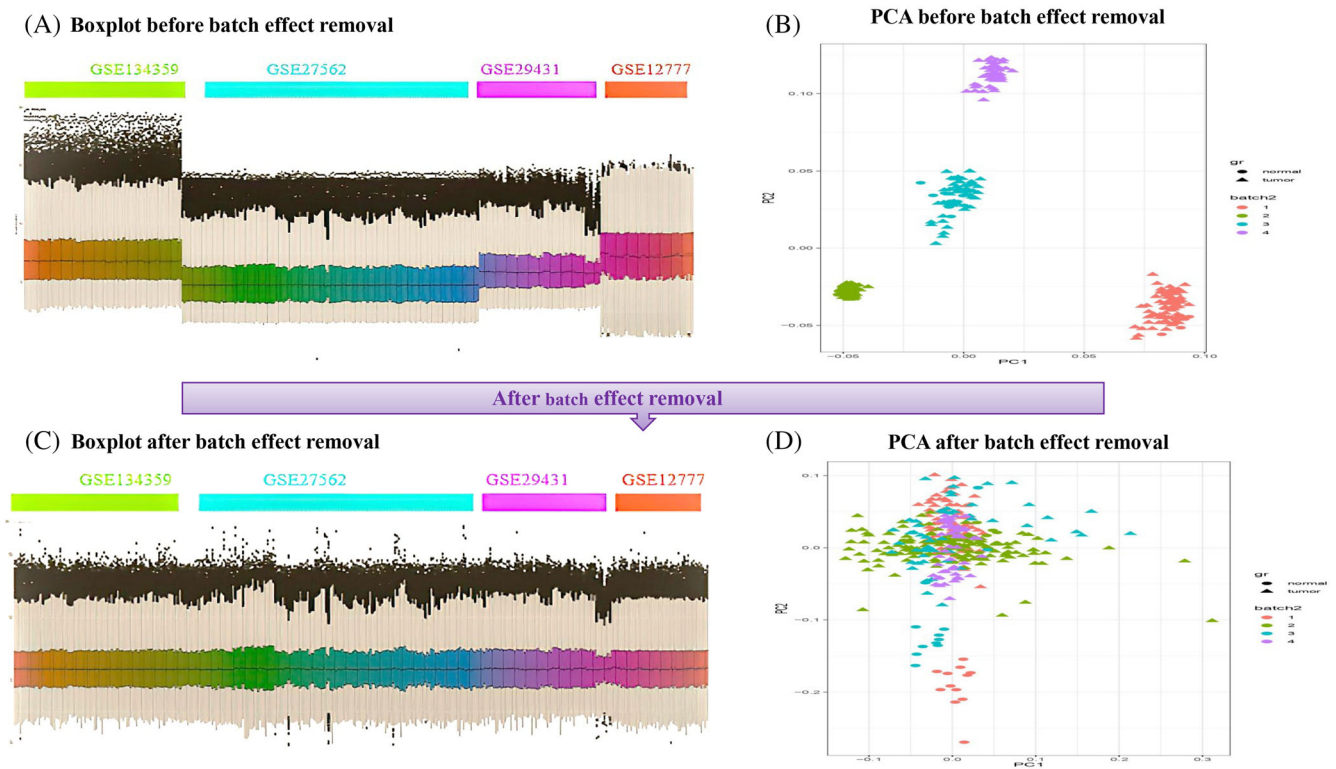 (A) Boxplot before batch effect removal
GSE134359 GSE27562 GSE29431 GSE12777
(B) PCA before batch effect removal
PC2
0.10
0.05
0.00
−0.05
−0.05 0.00 0.05 0.10
PC1
gr
normal
tumor
batch2
1
2
3
4
After batch effect removal
(C) Boxplot after batch effect removal
GSE134359 GSE27562 GSE29431 GSE12777
(D) PCA after batch effect removal
PC2
0.1
0.0
−0.1
−0.2
−0.1 0.0 0.1 0.2 0.3
PC1
gr
normal
tumor
batch2
1
2
3
4